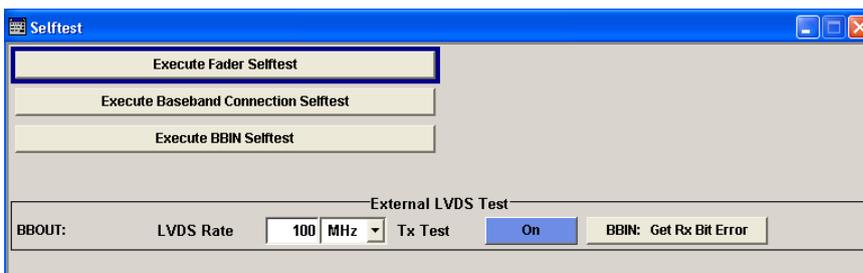 Selftest
Execute Fader Selftest
Execute Baseband Connection Selftest
Execute BBIN Selftest
External LVDS Test
BBOUT: LVDS Rate 100 MHz Tx Test On BBIN: Get Rx Bit Error